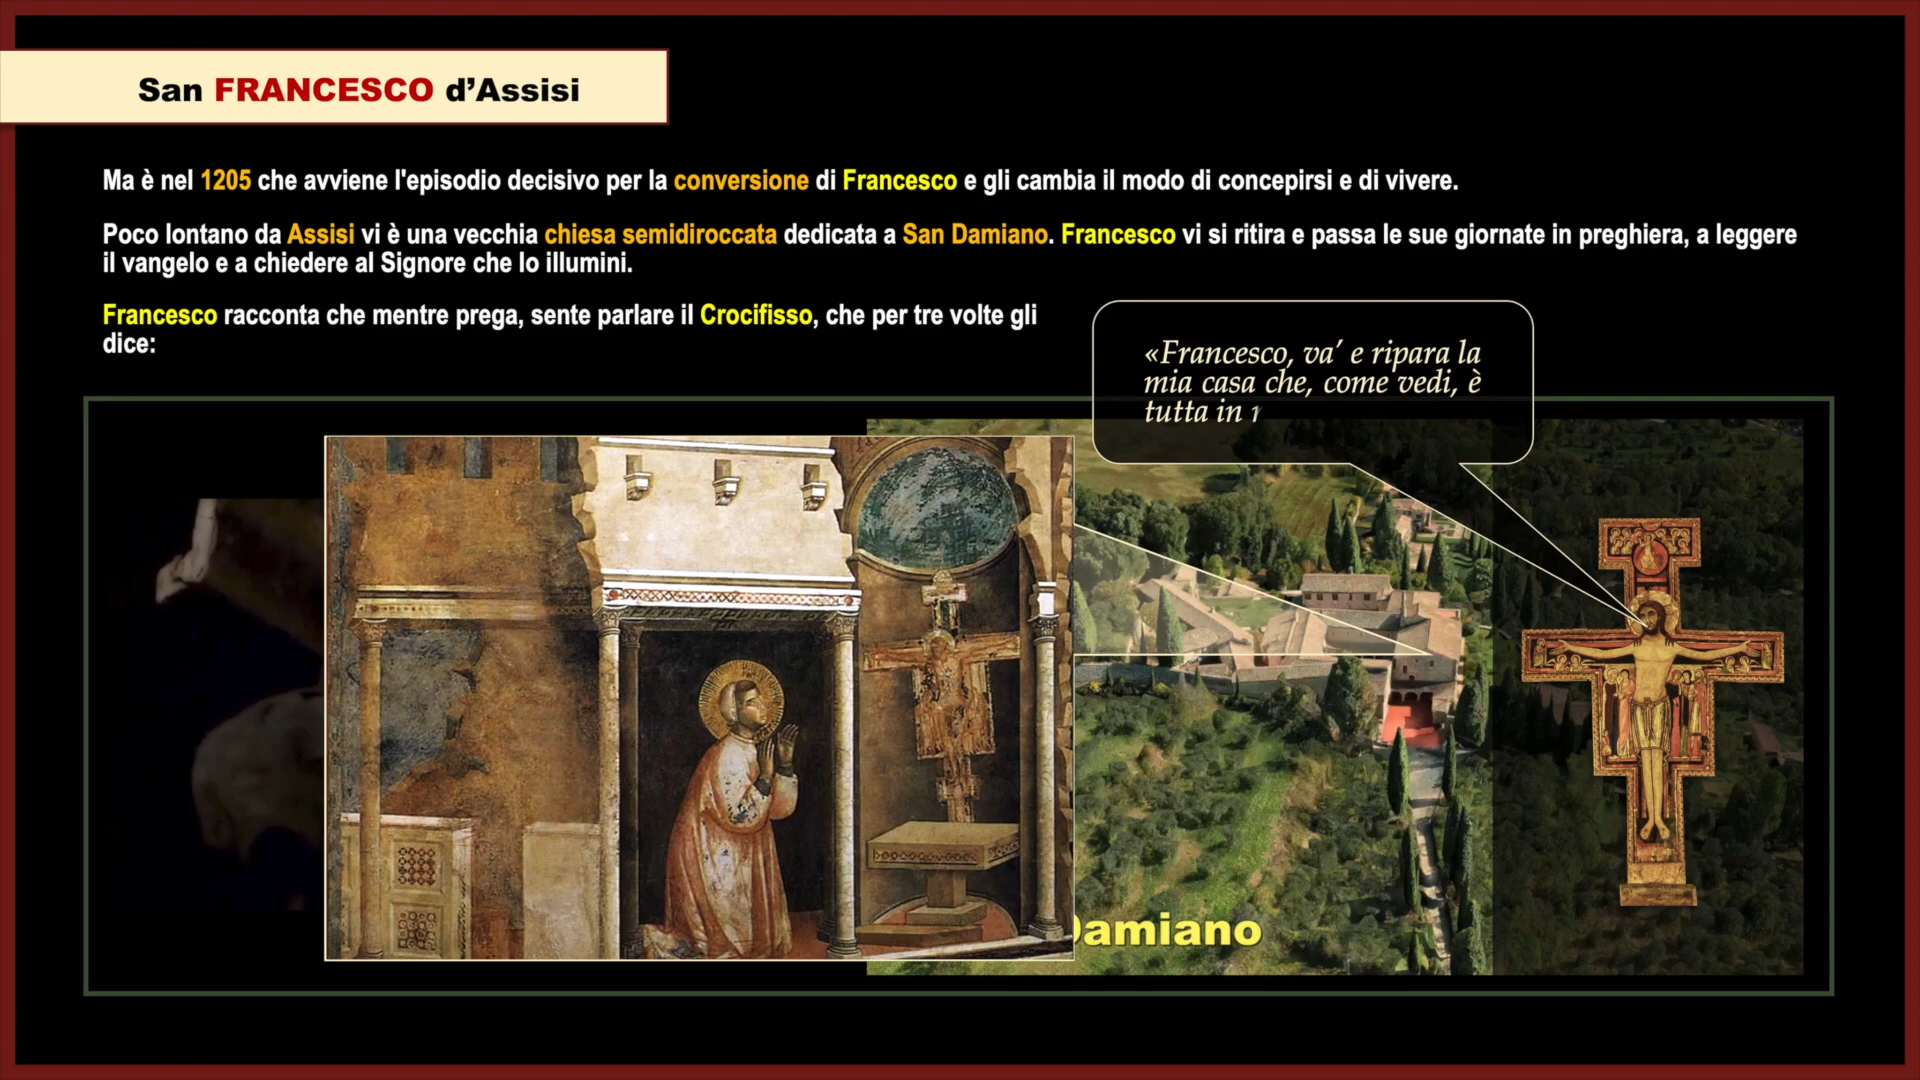 San FRANCESCO d’Assisi
Ma è nel 1205 che avviene l'episodio decisivo per la conversione di Francesco e gli cambia il modo di concepirsi e di vivere.
Poco lontano da Assisi vi è una vecchia chiesa semidiroccata dedicata a San Damiano. Francesco vi si ritira e passa le sue giornate in preghiera, a leggere
il vangelo e a chiedere al Signore che lo illumini.
Francesco racconta che mentre prega, sente parlare il Crocifisso, che per tre volte gli
dice:
«Francesco, va’ e ripara la
mia casa che, come vedi, è
tutta in
Damiano